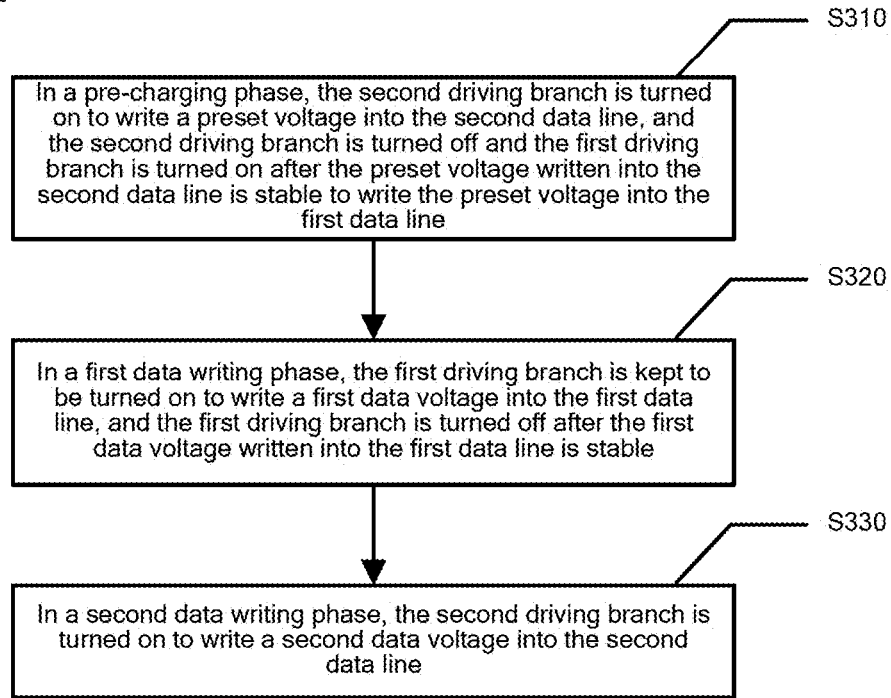 S310
In a pre-charging phase, the second driving branch is turned
on to write a preset voltage into the second data line, and
the second driving branch is turned off and the first driving
branch is turned on after the preset voltage written into the
second data line is stable to write the preset voltage into the
first data line
S320
In a first data writing phase, the first driving branch is kept to
be turned on to write a first data voltage into the first data
line, and the first driving branch is turned off after the first
data voltage written into the first data line is stable
S330
In a second data writing phase, the second driving branch is
turned on to write a second data voltage into the second
data line